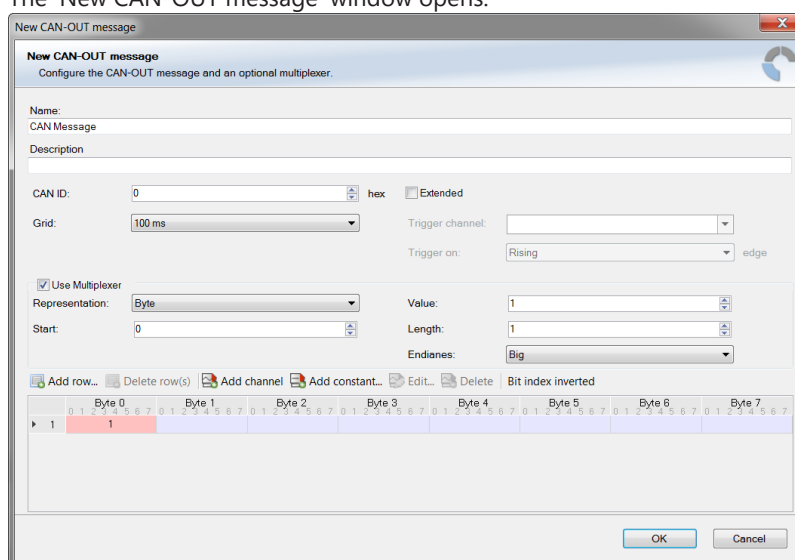 The 'New CAN-OUT message' window opens.
New CAN-OUT message
New CAN-OUT message
Configure the CAN-OUT message and an optional multiplexer.
Name:
CAN Message
Description
CAN ID: 0 hex Extended
Grid: 100 ms Trigger channel:
Trigger on: Rising edge
Use Multiplexer
Representation: Byte Value: 1
Start: 0 Length: 1
Endianes: Big
Add row... Delete row(s) Add channel Add constant... Edit... Delete Bit index inverted
Byte 0 Byte 1 Byte 2 Byte 3 Byte 4 Byte 5 Byte 6 Byte 7
0 1 2 3 4 5 6 7 0 1 2 3 4 5 6 7 0 1 2 3 4 5 6 7 0 1 2 3 4 5 6 7 0 1 2 3 4 5 6 7 0 1 2 3 4 5 6 7 0 1 2 3 4 5 6 7 0 1 2 3 4 5 6 7
1 1
OK Cancel